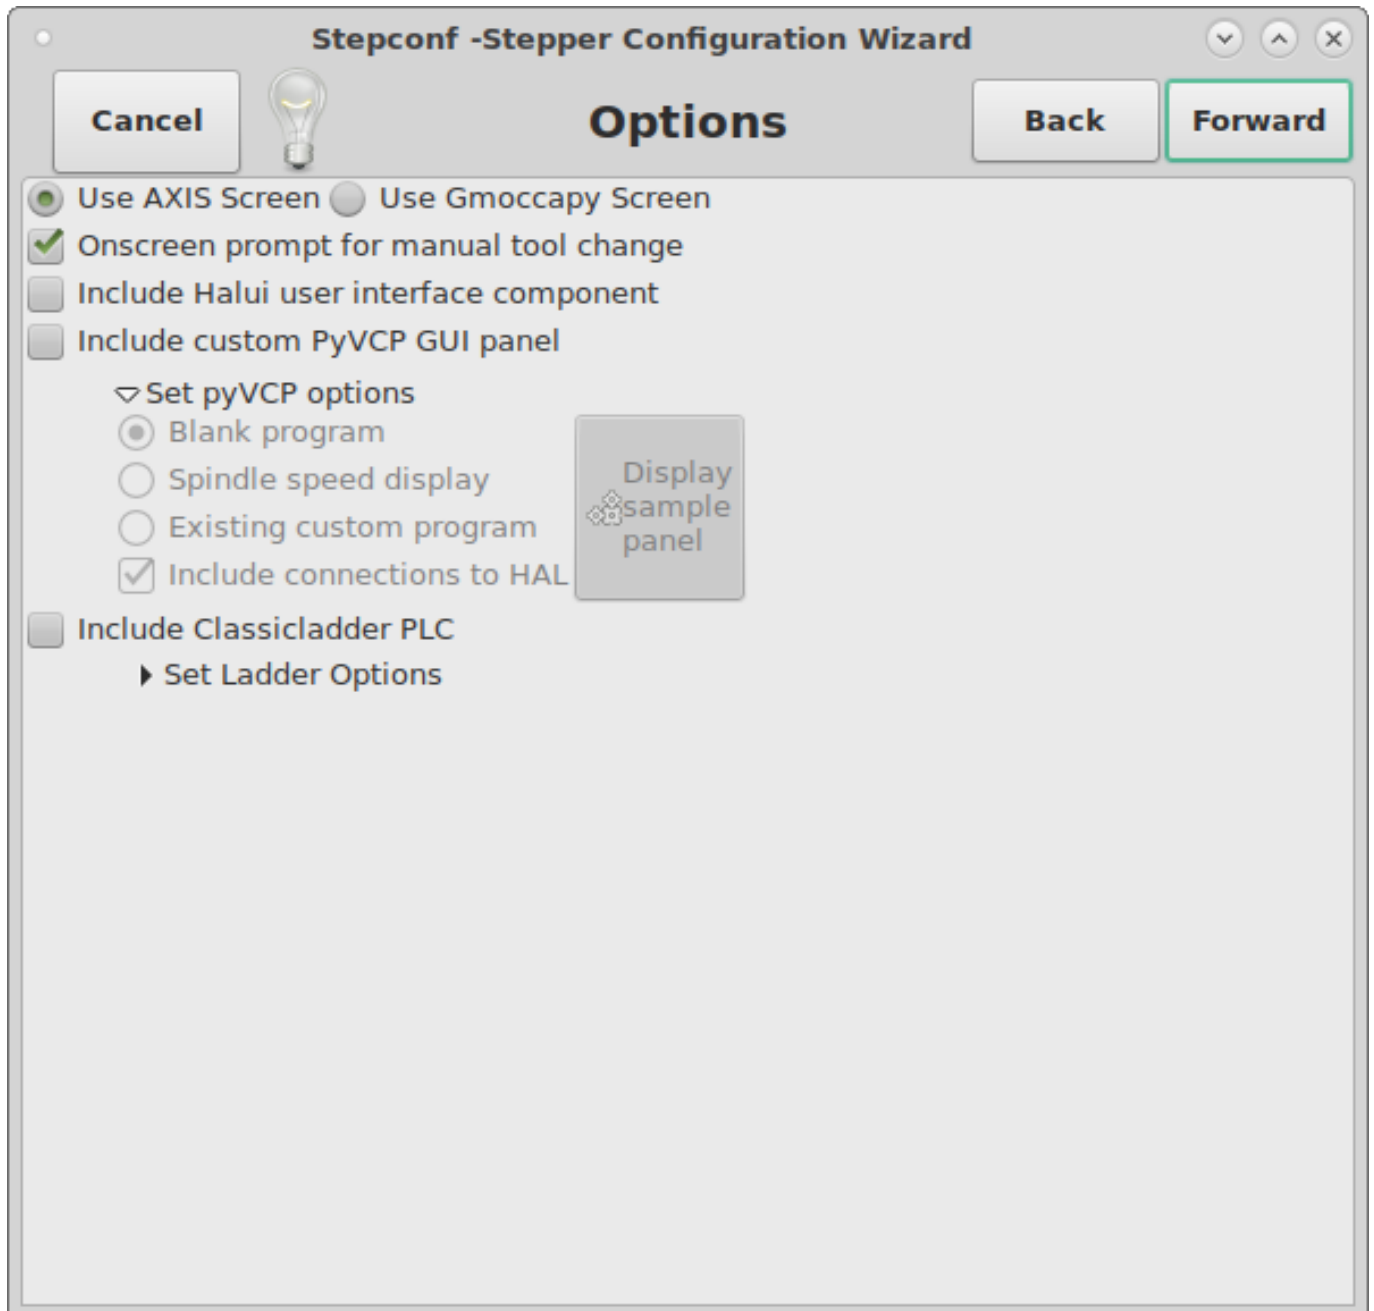 Stepconf -Stepper Configuration Wizard
Cancel
Options
Back
Forward
Use AXIS Screen
Use Gmoccapy Screen
Onscreen prompt for manual tool change
Include Halui user interface component
Include custom PyVCP GUI panel
Set pyVCP options
Blank program
Spindle speed display
Existing custom program
Include connections to HAL
Display
sample
panel
Include Classicladder PLC
Set Ladder Options